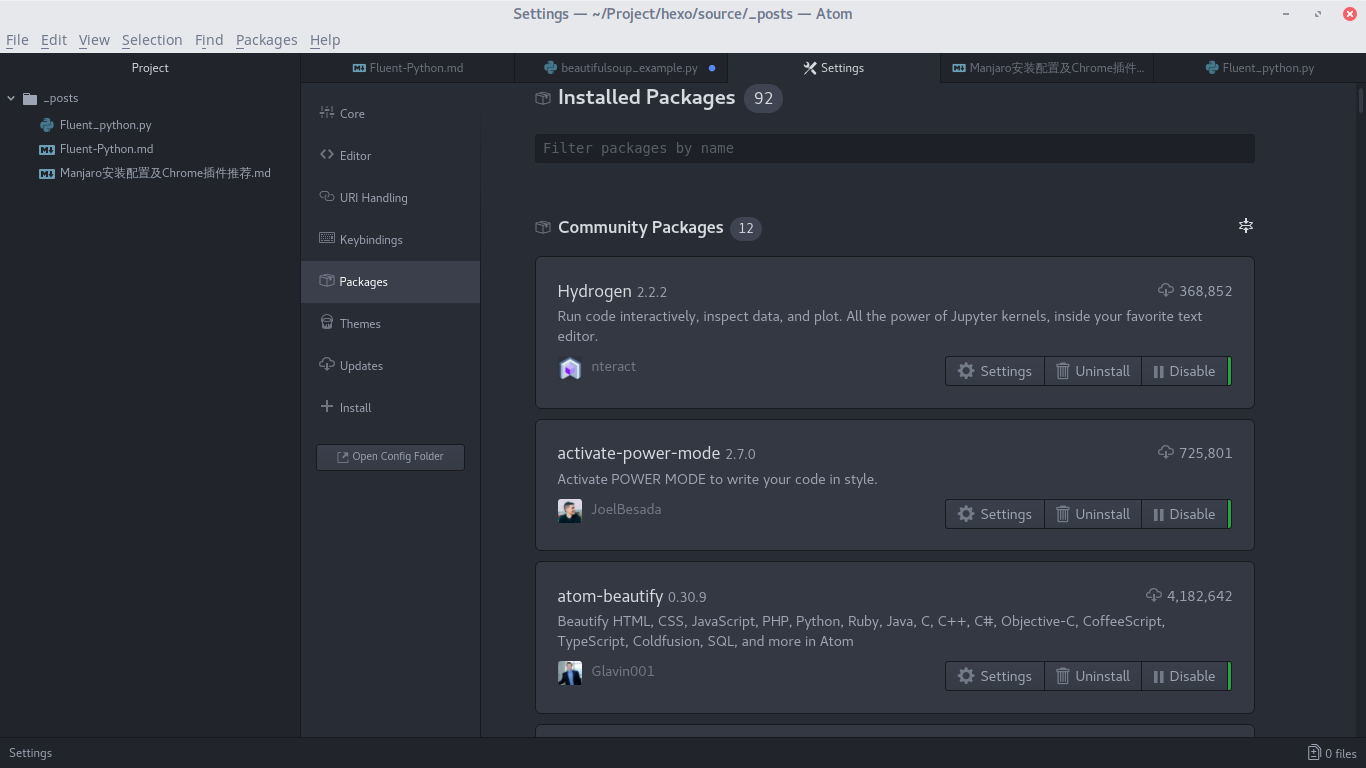 Settings — ~/Project/hexo/source/_posts — Atom
File Edit View Selection Find Packages Help
Project
Fluent-Python.md
beautifulsoup_example.py
Settings
Manjaro安装配置及Chrome插件...
Fluent_python.py
_posts
Fluent_python.py
Fluent-Python.md
Manjaro安装配置及Chrome插件推荐.md
Core
Editor
URI Handling
Keybindings
Packages
Themes
Updates
Install
Open Config Folder
Installed Packages 92
Filter packages by name
Community Packages 12
Hydrogen 2.2.2
368,852
Run code interactively, inspect data, and plot. All the power of Jupyter kernels, inside your favorite text
editor.
nteract
Settings Uninstall Disable
activate-power-mode 2.7.0
725,801
Activate POWER MODE to write your code in style.
JoelBesada
Settings Uninstall Disable
atom-beautify 0.30.9
4,182,642
Beautify HTML, CSS, JavaScript, PHP, Python, Ruby, Java, C, C++, C#, Objective-C, CoffeeScript,
TypeScript, Coldfusion, SQL, and more in Atom
Glavin001
Settings Uninstall Disable
Settings
0 files